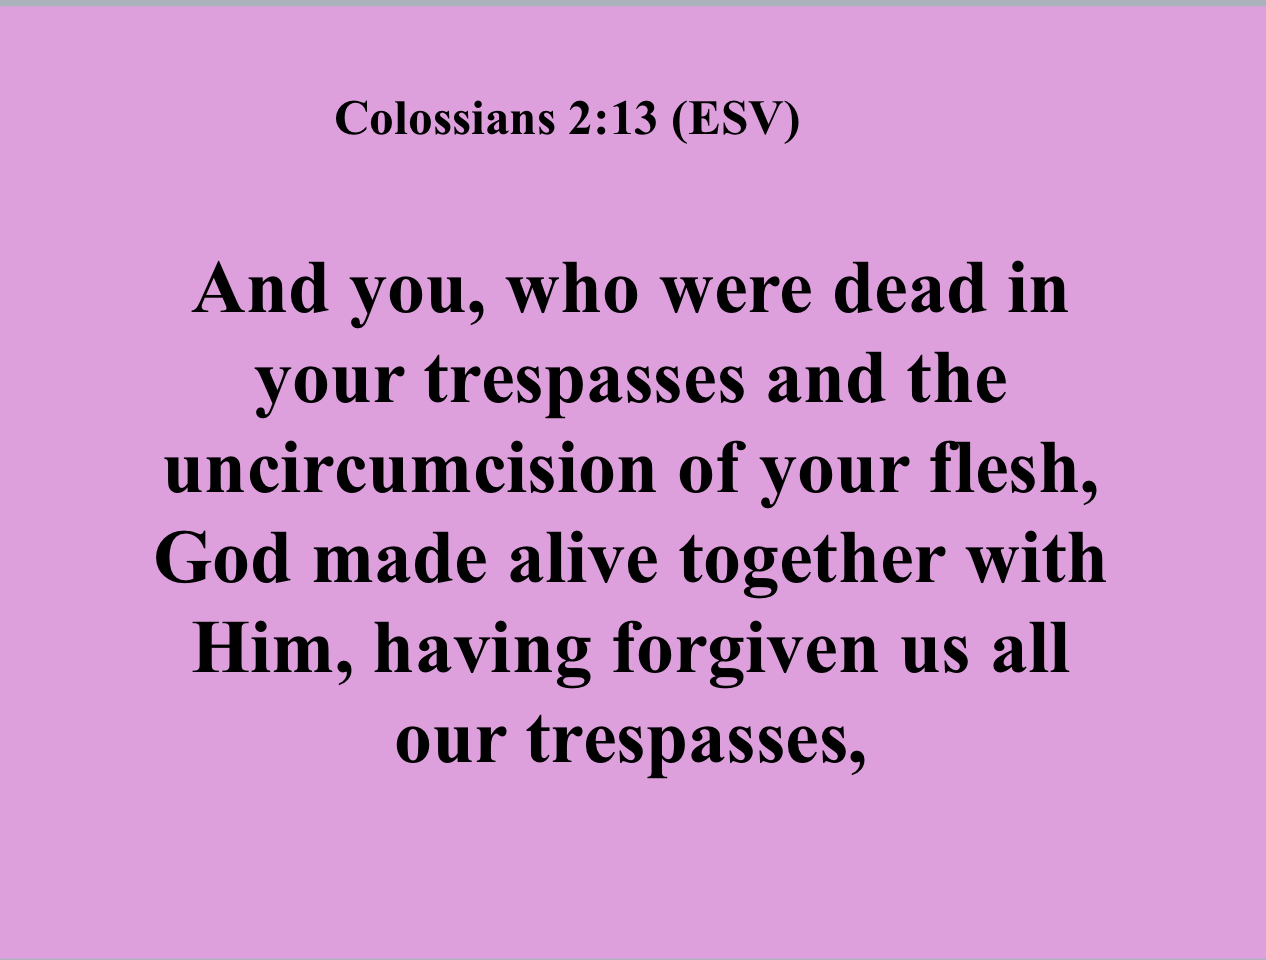 Colossians 2:13 (ESV)
And you, who were dead in
your trespasses and the
uncircumcision of your flesh,
God made alive together with
Him, having forgiven us all
our trespasses,